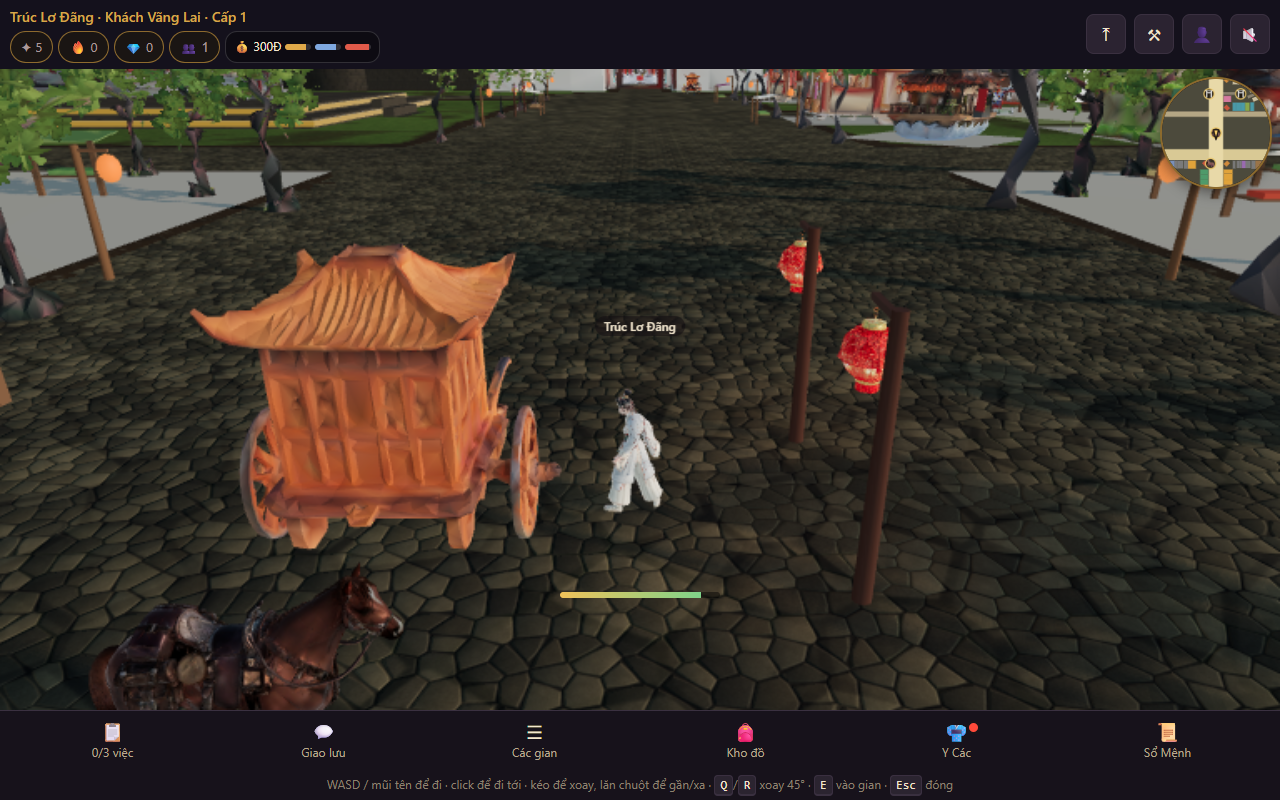 Trúc Lơ Đãng · Khách Vãng Lai · Cấp 1
5 0 0 1 300Đ
Trúc Lơ Đãng
0/3 việc
Giao lưu
Các gian
Kho đồ
Y Các
Sổ Mệnh
WASD / mũi tên để đi · click để đi tới · kéo để xoay, lăn chuột để gần/xa · Q / R xoay 45° · E vào gian · Esc đóng